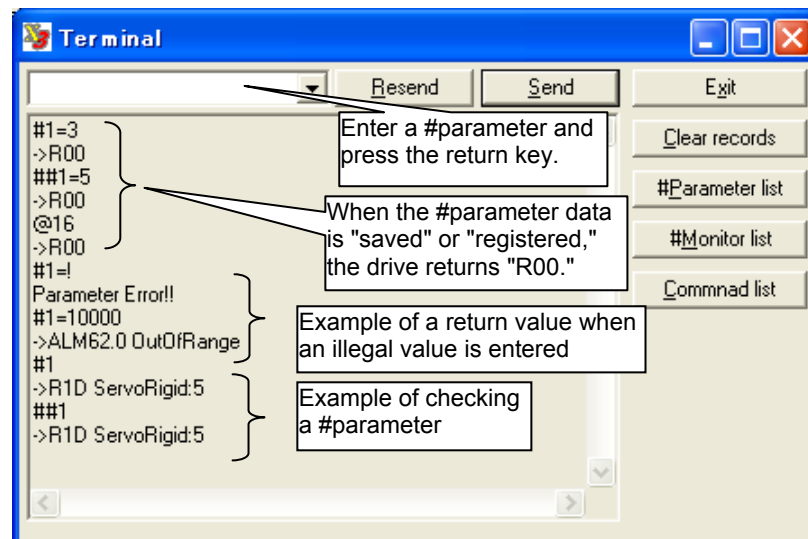 Terminal
Resend
Send
Exit
Enter a #parameter and
press the return key.
#1=3
->R00
##1=5
->R00
@16
->R00
#1=!
Parameter Error!!
#1=10000
->ALM62.0 OutOfRange
#1
->R1D ServoRigid:5
##1
->R1D ServoRigid:5
When the #parameter data
is "saved" or "registered,"
the drive returns "R00."
Example of a return value when
an illegal value is entered
Example of checking
a #parameter
Clear records
#Parameter list
#Monitor list
Commnad list